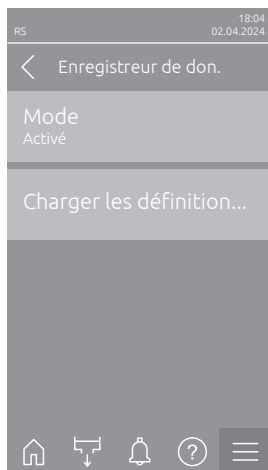 18:04
RS 02.04.2024
Enregistreur de don.
Mode
Activé
Charger les définition...
?